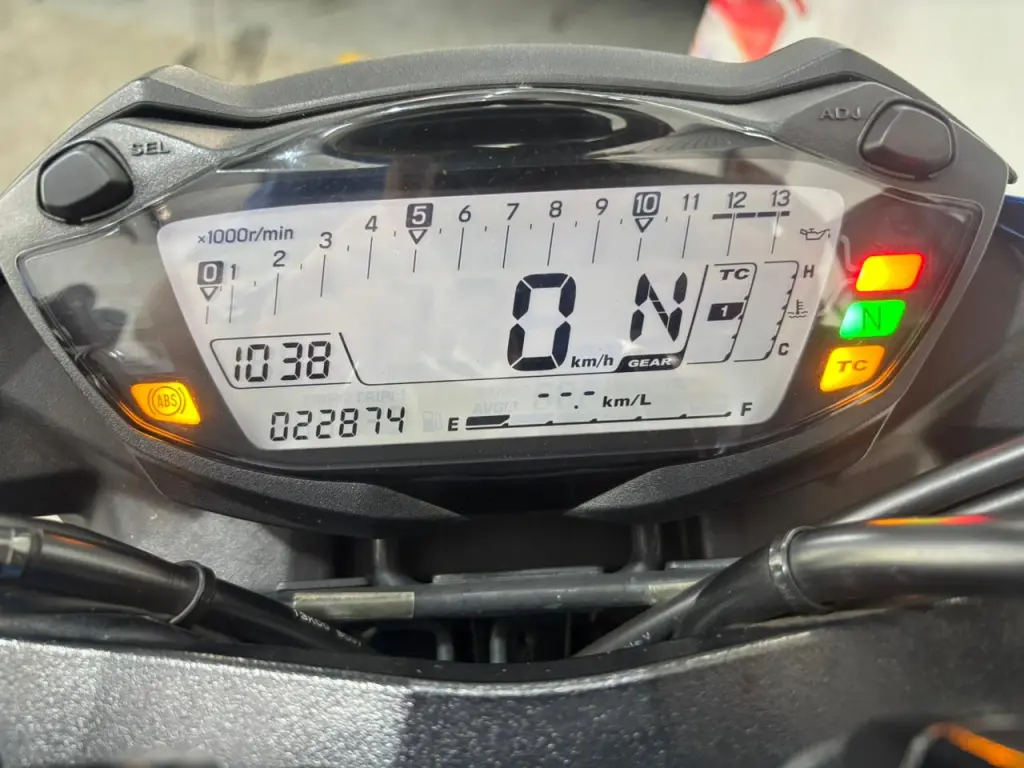 SEL
ADJ
×1000r/min
0 1 2 3 4 5 6 7 8 9 10 11 12 13
TC
H
1
N
0 km/h
N GEAR
C
TC
1038
ABS
--.- km/L
022874
E F